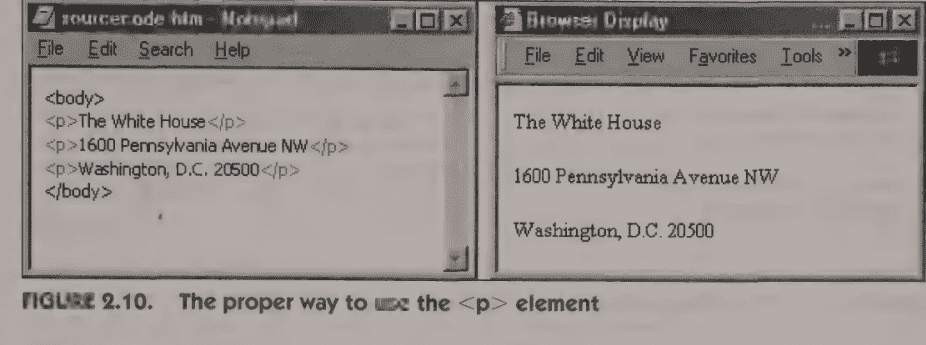 sourcecode.htm - Notepad
File Edit Search Help
<body>
<p>The White House</p>
<p>1600 Pennsylvania Avenue NW</p>
<p>Washington, D.C. 20500</p>
</body>
Browser Display
File Edit View Favorites Tools »
The White House
1600 Pennsylvania Avenue NW
Washington, D.C. 20500
FIGURE 2.10. The proper way to use the <p> element